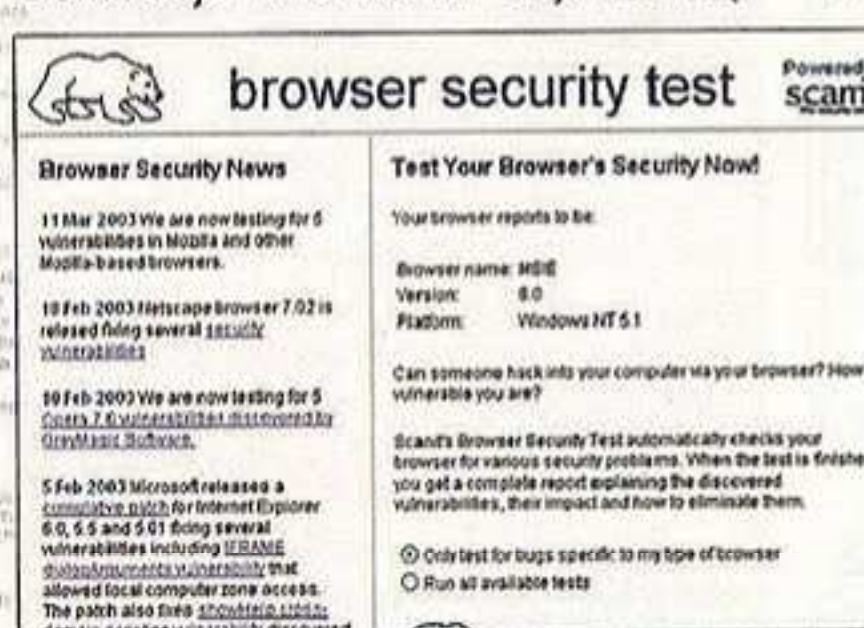 browser security test
Powered
scanit
Browser Security News
11 Mar 2003 We are now testing for 6
vulnerabilities in Mozilla and other
Mozilla-based browsers.
18 Feb 2003 Netscape browser 7.02 is
relesed fixing several security
vulnerabilities
10 Feb 2003 We are now testing for 5
Opera 7.0 vulnerabilities discovered by
GreyMagic Software.
5 Feb 2003 Microsoft released a
cumulative patch for Internet Explorer
6.0, 5.5 and 5.01 fixing several
vulnerabilities including IFRAME
vulnerability that
allowed local computer zone access.
The patch also fixes showHelp
Test Your Browser's Security Now!
Your browser reports to be:
Browser name: MSIE
Version: 6.0
Platform: Windows NT 5.1
Can someone hack into your computer via your browser? How
vulnerable you are?
Scanit's Browser Security Test automatically checks your
browser for various security problems. When the test is finishe
you get a complete report explaining the discovered
vulnerabilities, their impact and how to eliminate them.
Only test for bugs specific to my type of browser
Run all available tests